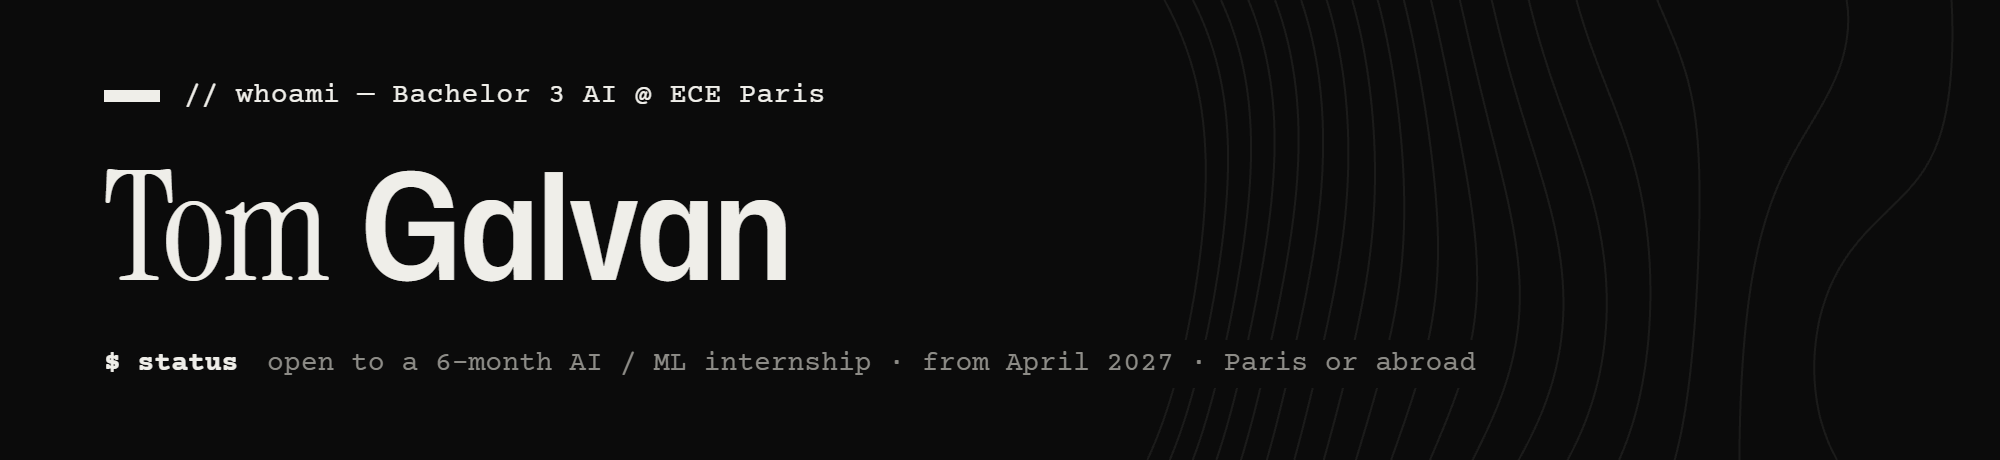 // whoami — Bachelor 3 AI @ ECE Paris
Tom Galvan
$ status open to a 6-month AI / ML internship · from April 2027 · Paris or abroad